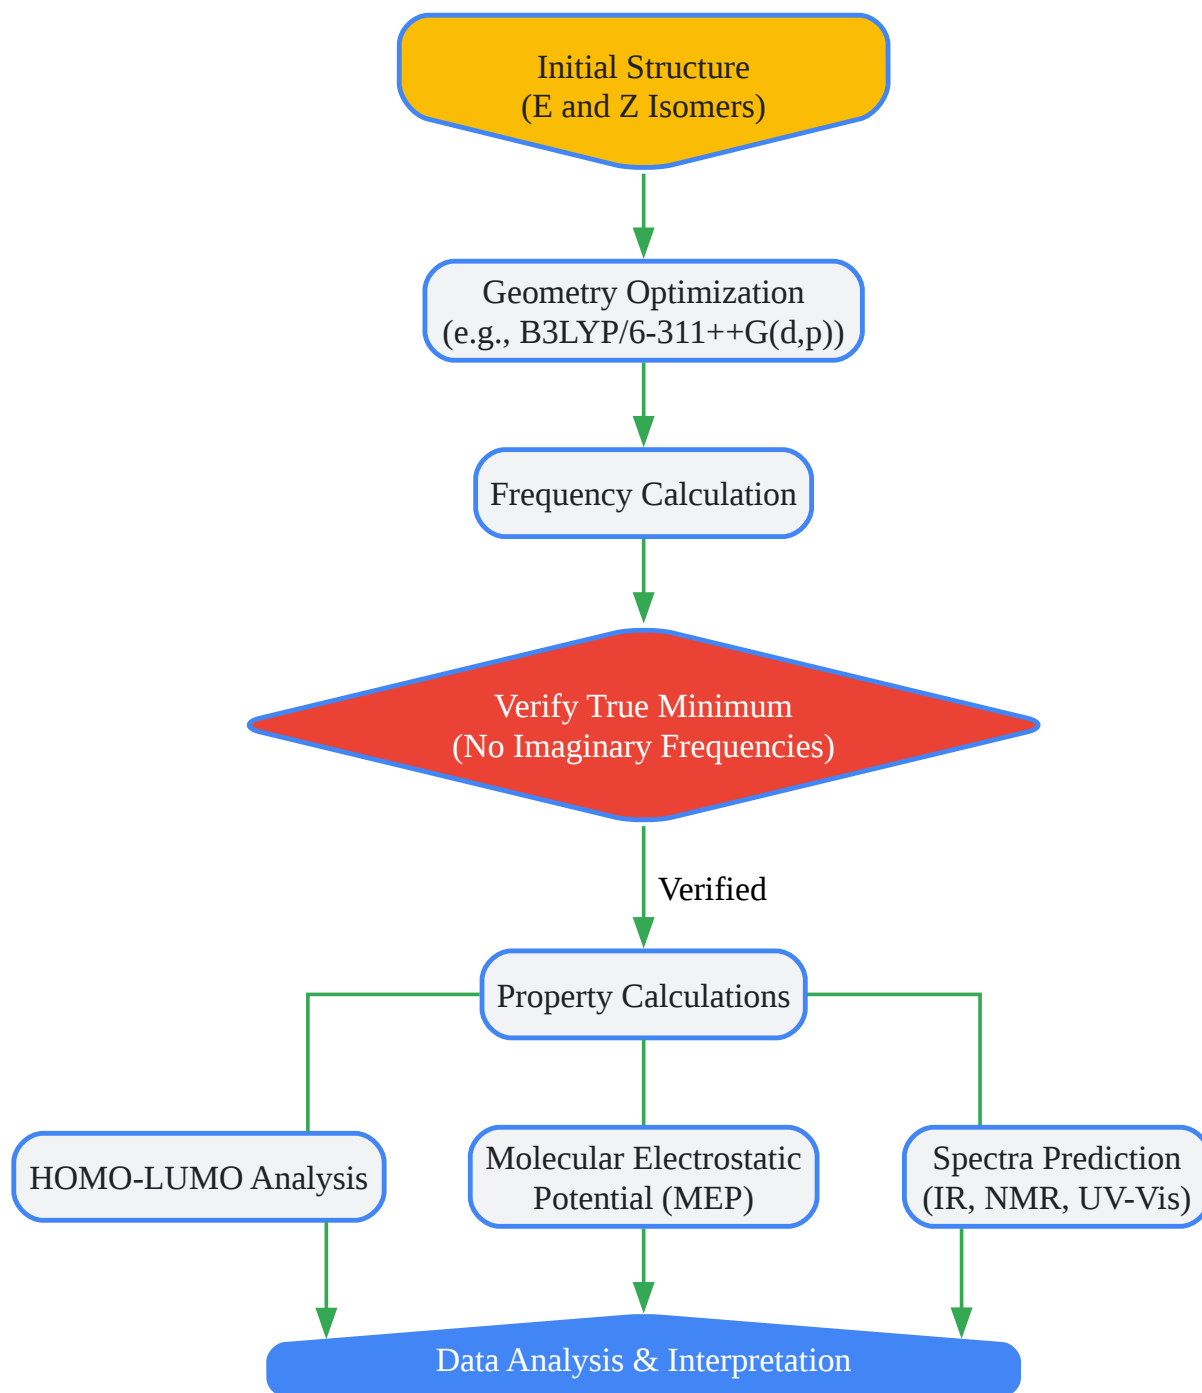 Initial Structure
(E and Z Isomers)
Geometry Optimization
(e.g., B3LYP/6-311++G(d,p))
Frequency Calculation
Verify True Minimum
(No Imaginary Frequencies)
Verified
Property Calculations
HOMO-LUMO Analysis
Molecular Electrostatic
Potential (MEP)
Spectra Prediction
(IR, NMR, UV-Vis)
Data Analysis & Interpretation